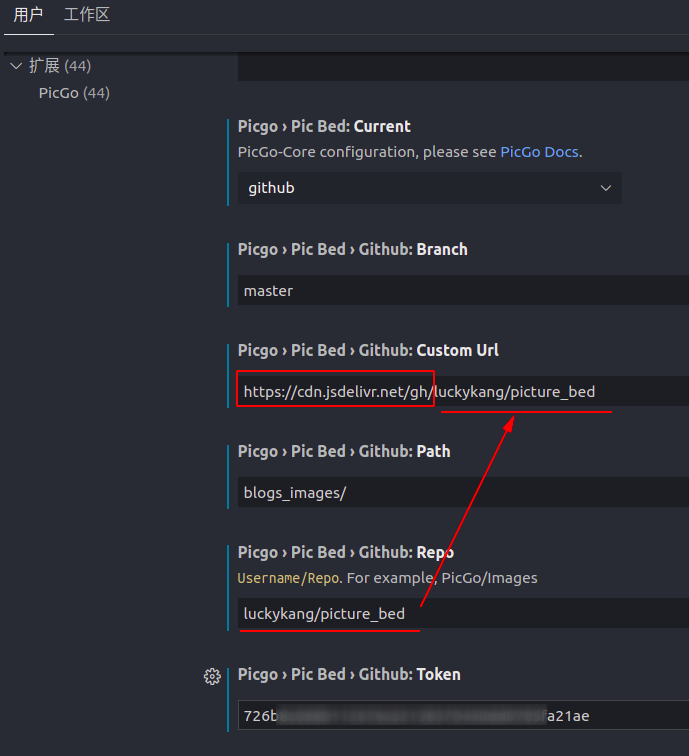 用户 工作区
扩展 (44)
PicGo (44)
Picgo › Pic Bed: Current
PicGo-Core configuration, please see PicGo Docs.
github
Picgo › Pic Bed › Github: Branch
master
Picgo › Pic Bed › Github: Custom Url
https://cdn.jsdelivr.net/gh/luckykang/picture_bed
Picgo › Pic Bed › Github: Path
blogs_images/
Picgo › Pic Bed › Github: Repo
Username/Repo. For example, PicGo/Images
luckykang/picture_bed
Picgo › Pic Bed › Github: Token
726b fa21ae